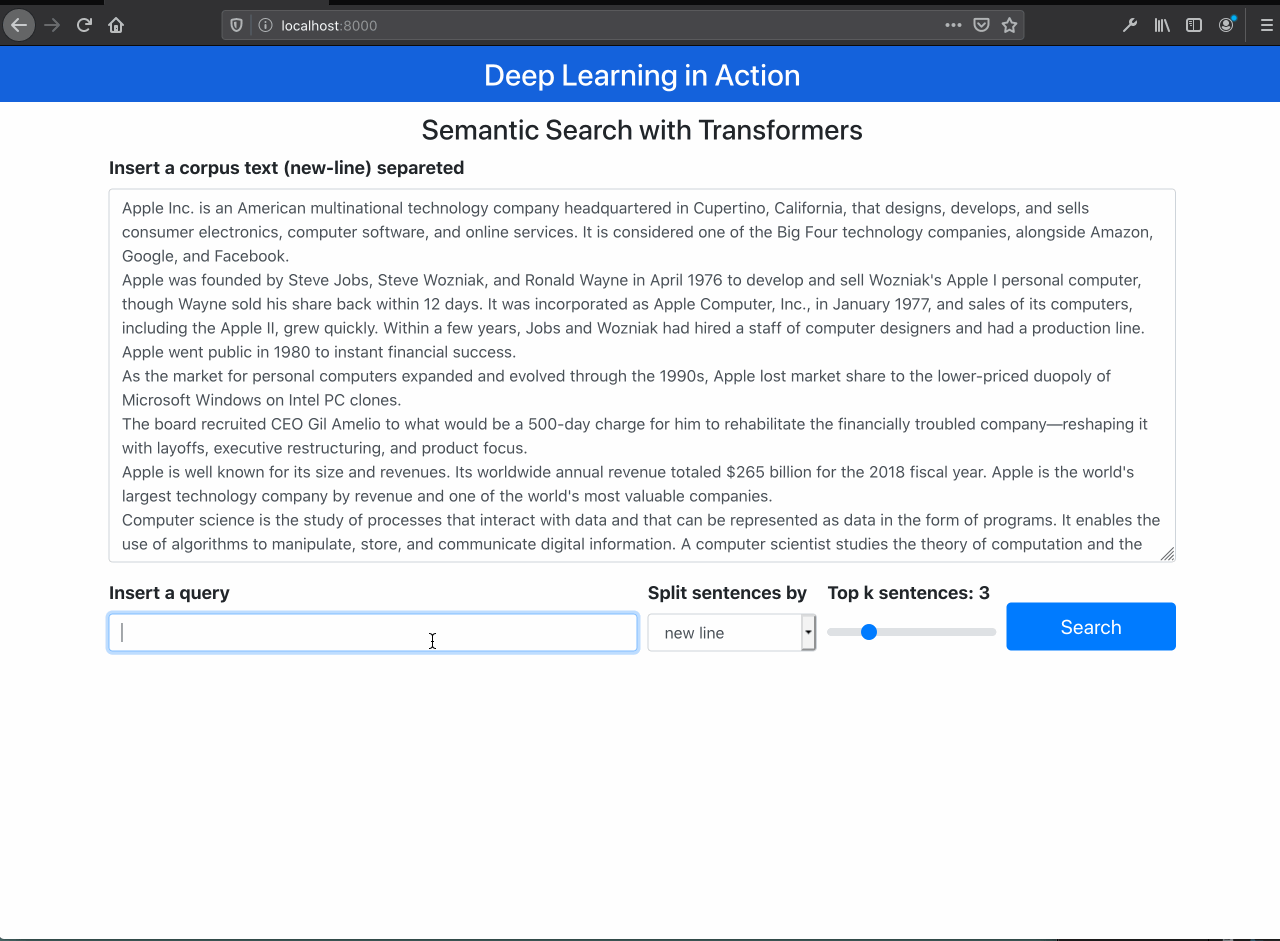 localhost:8000
Deep Learning in Action
Semantic Search with Transformers
Insert a corpus text (new-line) separeted
Apple Inc. is an American multinational technology company headquartered in Cupertino, California, that designs, develops, and sells
consumer electronics, computer software, and online services. It is considered one of the Big Four technology companies, alongside Amazon,
Google, and Facebook.
Apple was founded by Steve Jobs, Steve Wozniak, and Ronald Wayne in April 1976 to develop and sell Wozniak's Apple I personal computer,
though Wayne sold his share back within 12 days. It was incorporated as Apple Computer, Inc., in January 1977, and sales of its computers,
including the Apple II, grew quickly. Within a few years, Jobs and Wozniak had hired a staff of computer designers and had a production line.
Apple went public in 1980 to instant financial success.
As the market for personal computers expanded and evolved through the 1990s, Apple lost market share to the lower-priced duopoly of
Microsoft Windows on Intel PC clones.
The board recruited CEO Gil Amelio to what would be a 500-day charge for him to rehabilitate the financially troubled company—reshaping it
with layoffs, executive restructuring, and product focus.
Apple is well known for its size and revenues. Its worldwide annual revenue totaled $265 billion for the 2018 fiscal year. Apple is the world's
largest technology company by revenue and one of the world's most valuable companies.
Computer science is the study of processes that interact with data and that can be represented as data in the form of programs. It enables the
use of algorithms to manipulate, store, and communicate digital information. A computer scientist studies the theory of computation and the
Insert a query
Split sentences by
Top k sentences: 3
new line
Search